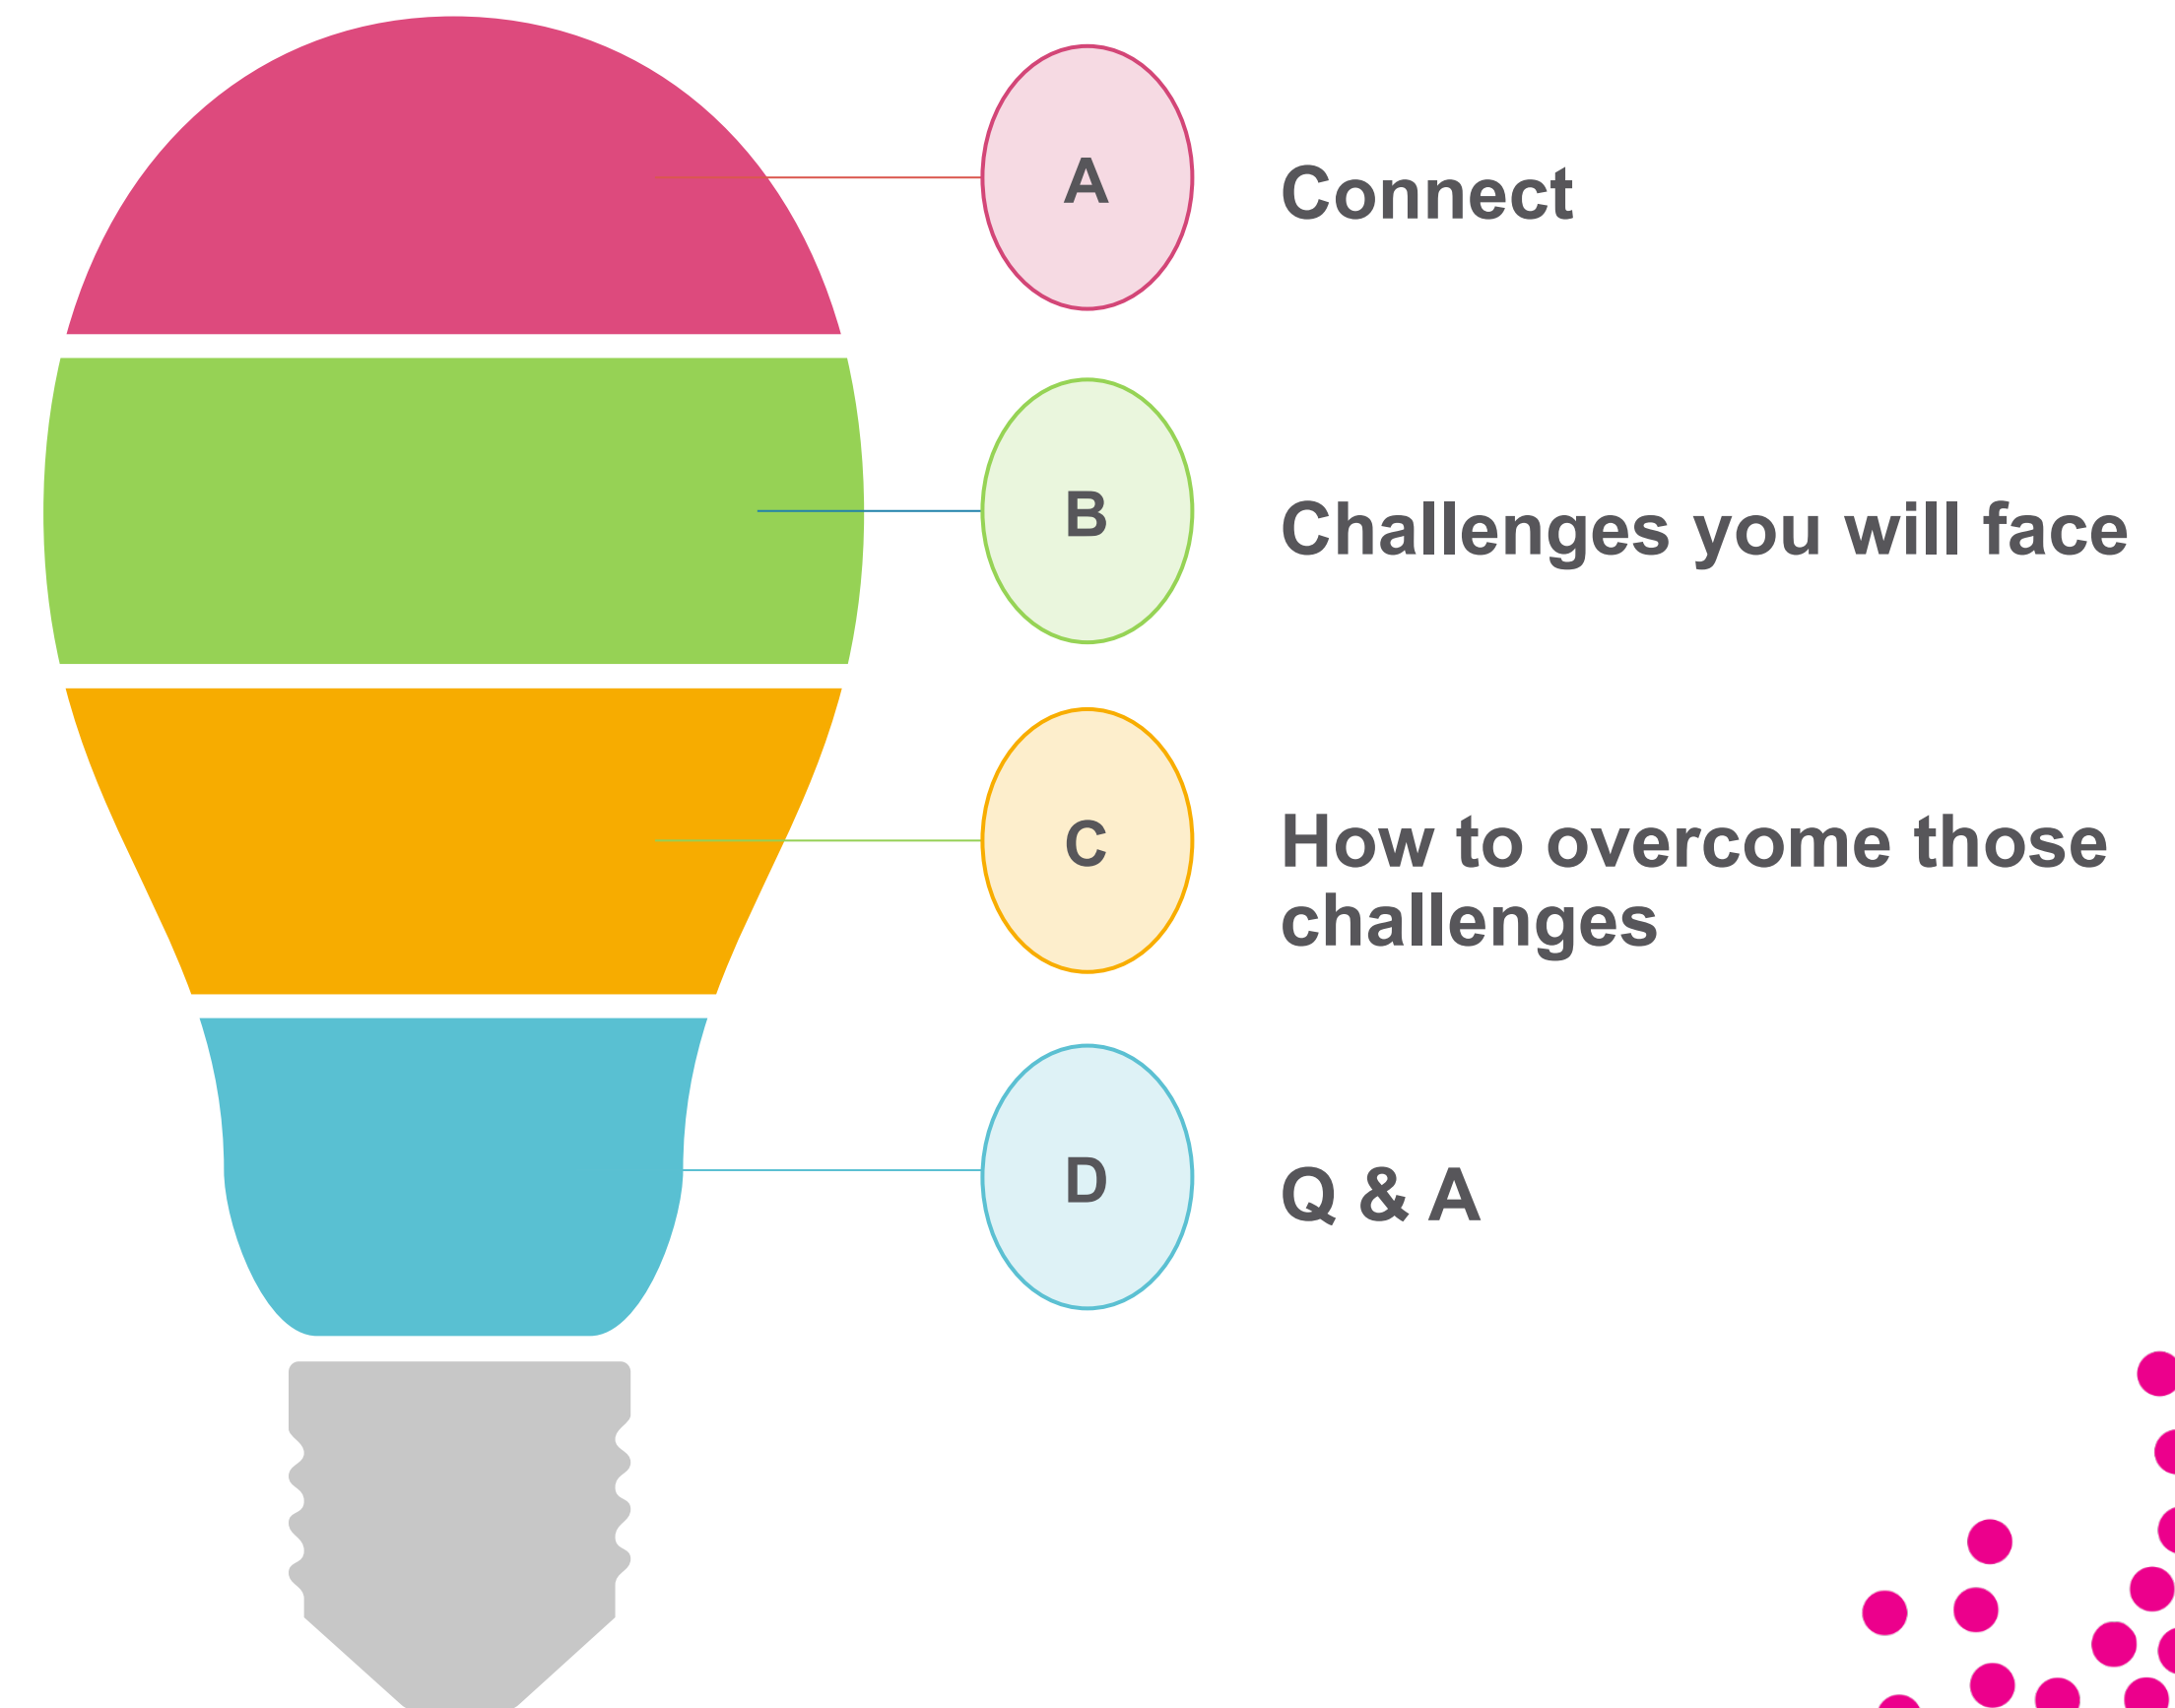 A
Connect
B
Challenges you will face
C
How to overcome those
challenges
D
Q & A